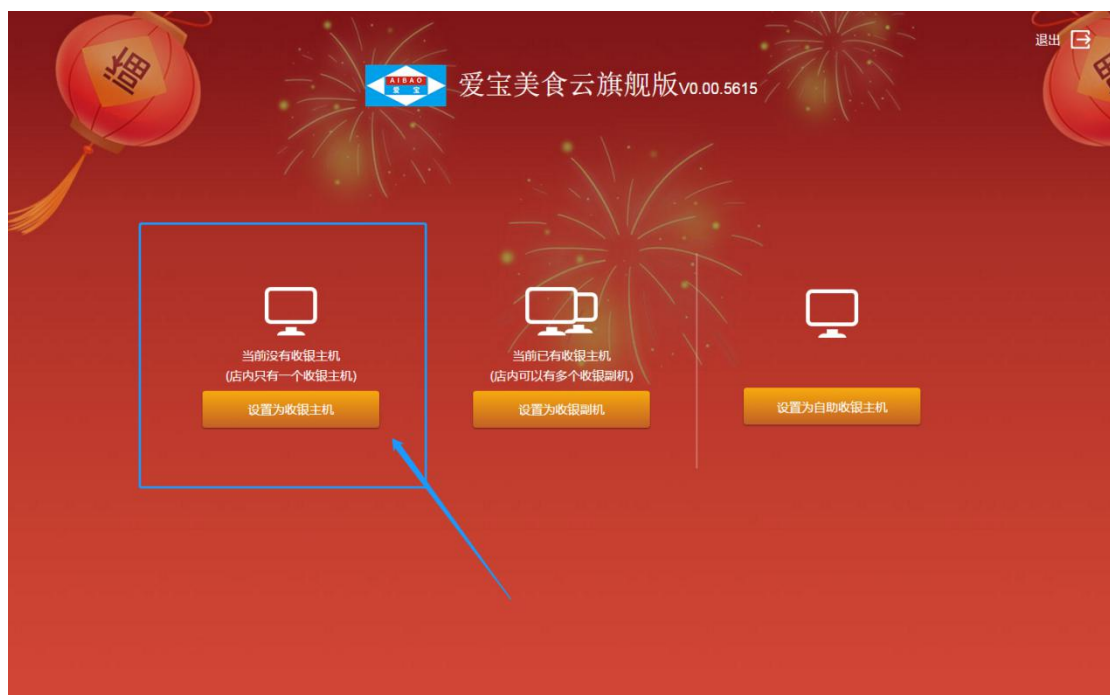 退出
AIBAO
爱宝
爱宝美食云旗舰版V0.00.5615
当前没有收银主机
(店内只有一个收银主机)
设置为收银主机
当前已有收银主机
(店内可以有多个收银副机)
设置为收银副机
设置为自助收银主机